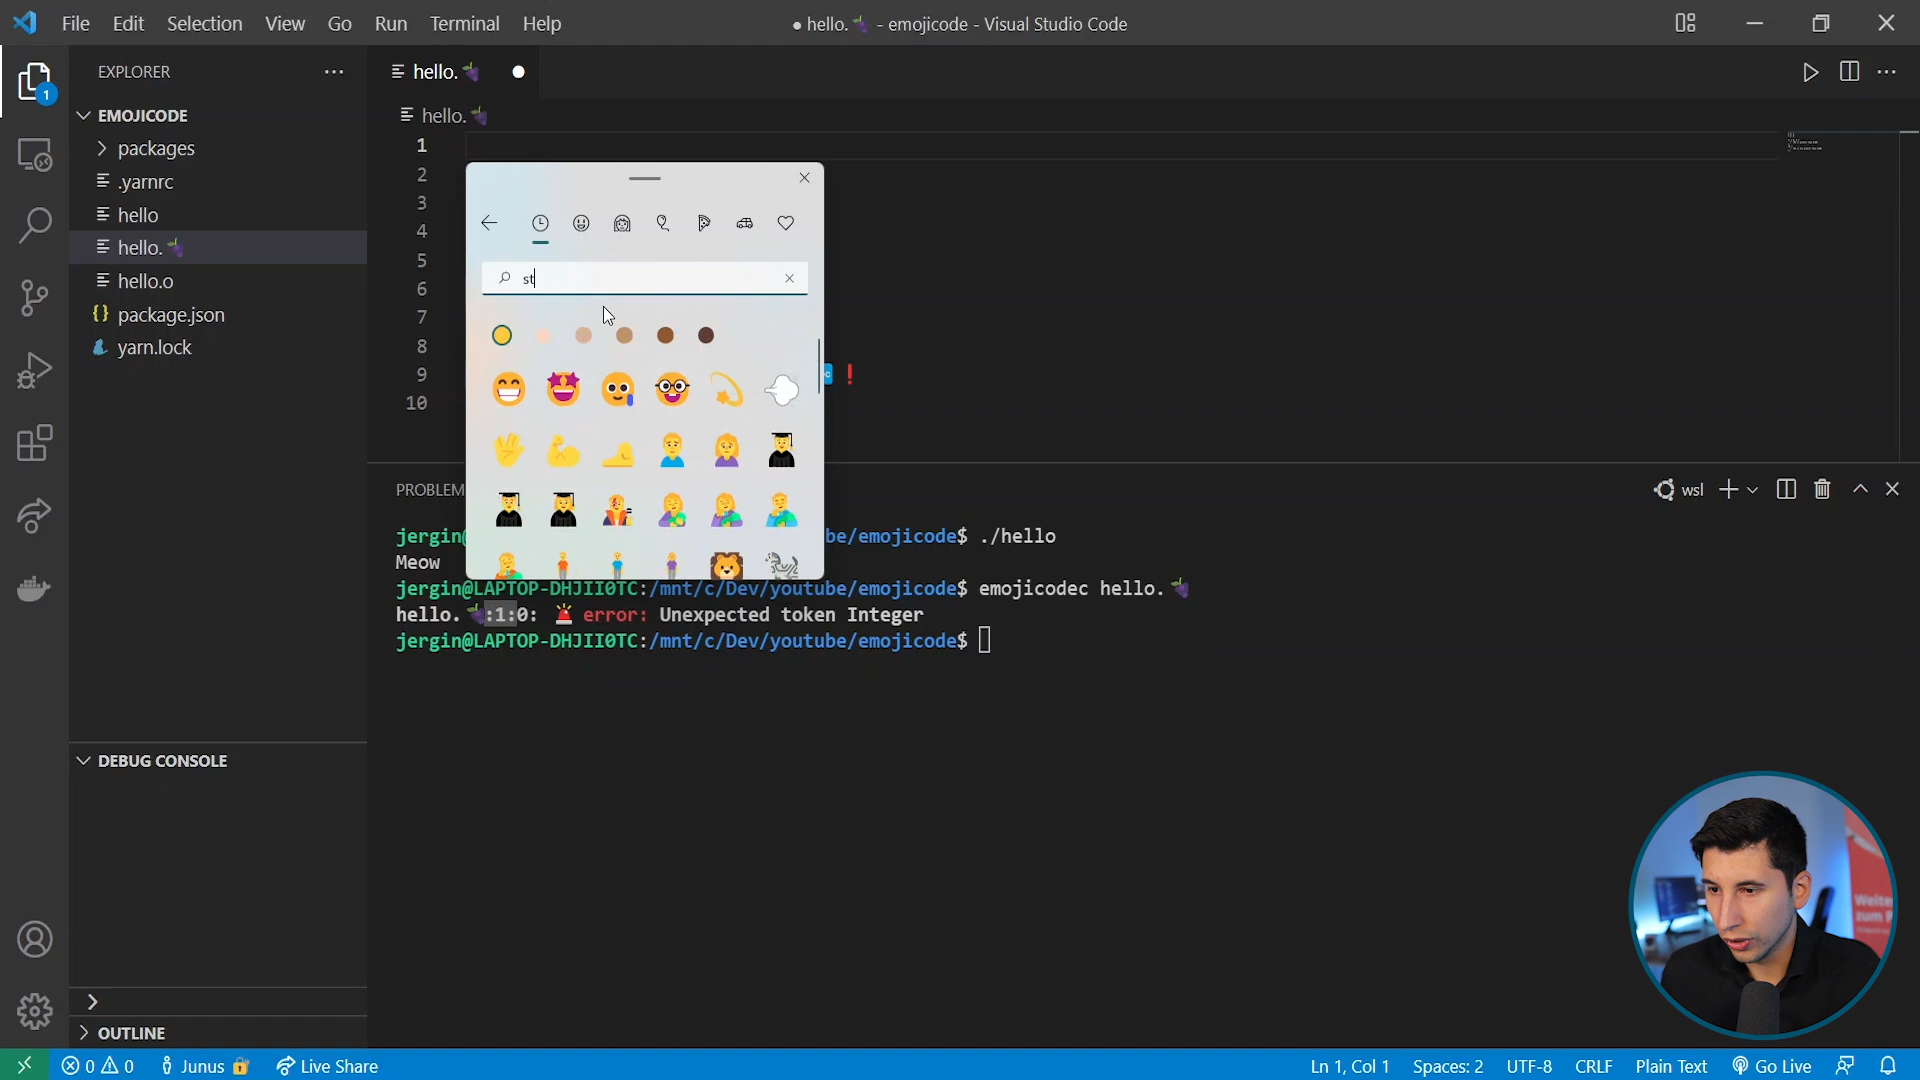 File Edit Selection View Go Run Terminal Help
● hello.🍇 - emojicode - Visual Studio Code
EXPLORER
EMOJICODE
packages
.yarnrc
hello
hello.🍇
hello.o
package.json
yarn.lock
1
DEBUG CONSOLE
OUTLINE
hello.🍇
hello.🍇
1
2
3
4
5
6
7
8
9
10
st
PROBLEM
wsl
jergin@ be/emojicode$ ./hello
Meow
jergin@LAPTOP-DHJII0TC:/mnt/c/Dev/youtube/emojicode$ emojicodec hello.🍇
hello.🍇:1:0: 🚨 error: Unexpected token Integer
jergin@LAPTOP-DHJII0TC:/mnt/c/Dev/youtube/emojicode$
Weite
zum P
0 0 Junus 🔒 Live Share
Ln 1, Col 1 Spaces: 2 UTF-8 CRLF Plain Text Go Live